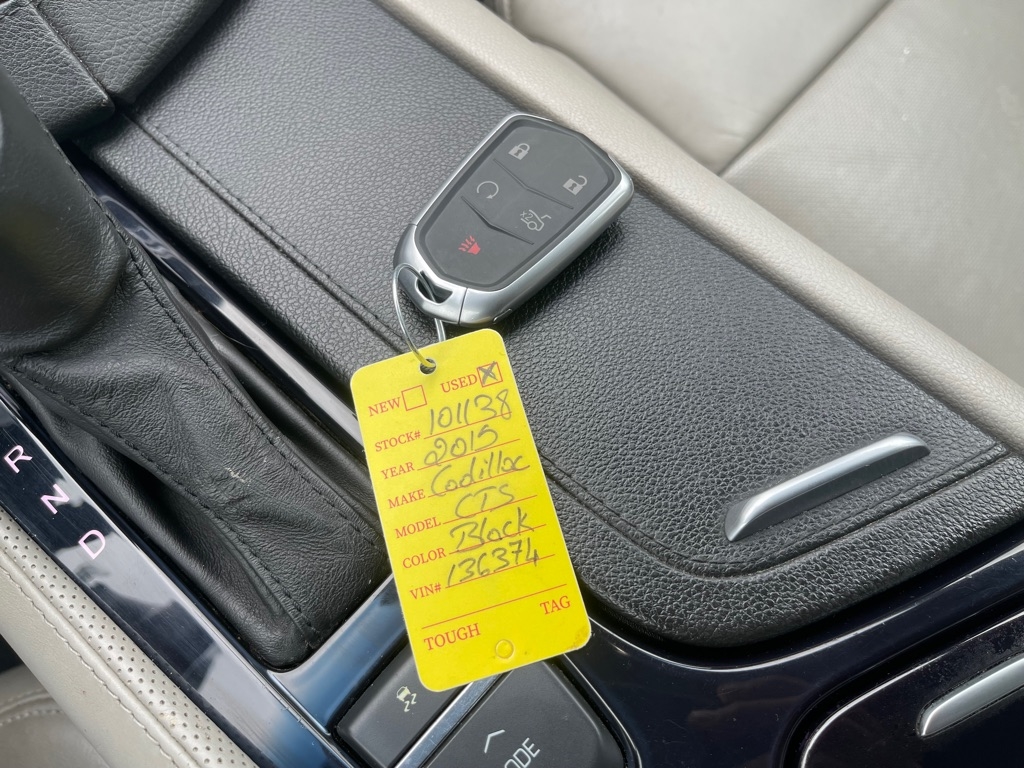 NEW USED
STOCK# 101138
YEAR 2015
MAKE Cadillac
MODEL CTS
COLOR Black
VIN# 136374
TOUGH TAG
R
N
D